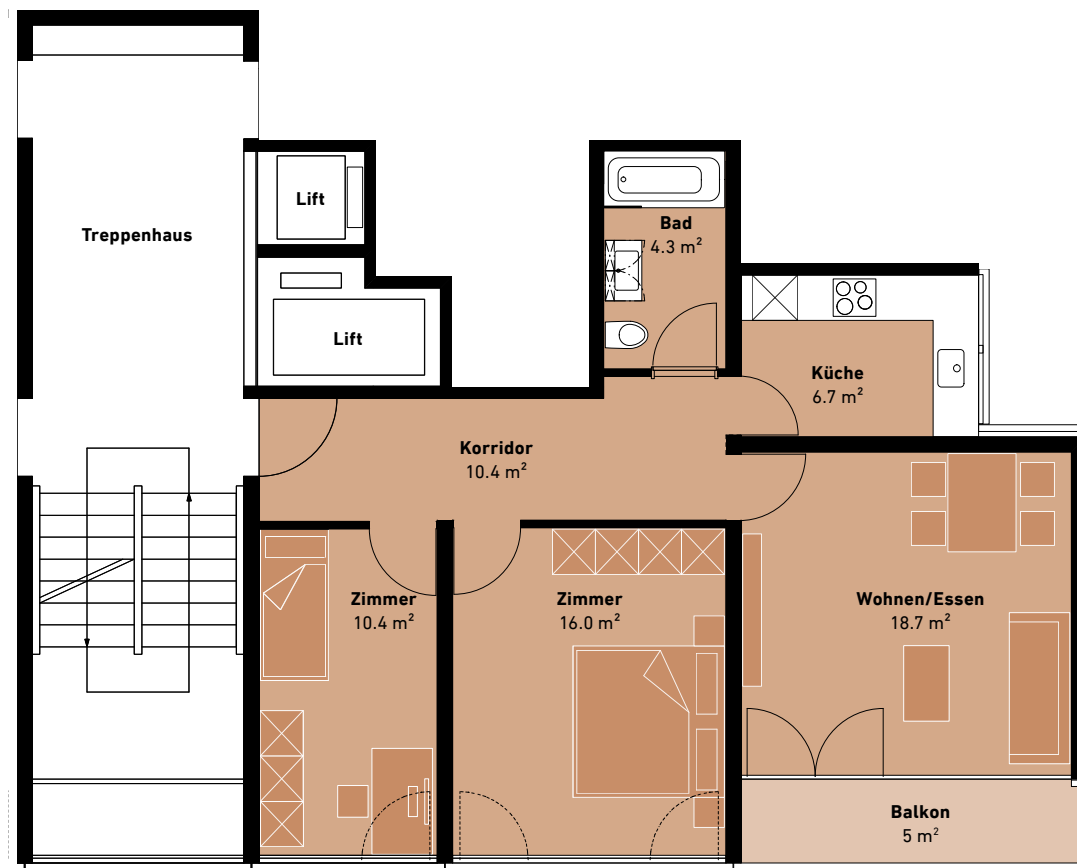 Lift
Treppenhaus
Bad
4.3 m²
Lift
Küche
6.7 m²
Korridor
10.4 m²
Zimmer
10.4 m²
Zimmer
16.0 m²
Wohnen/Essen
18.7 m²
Balkon
5 m²